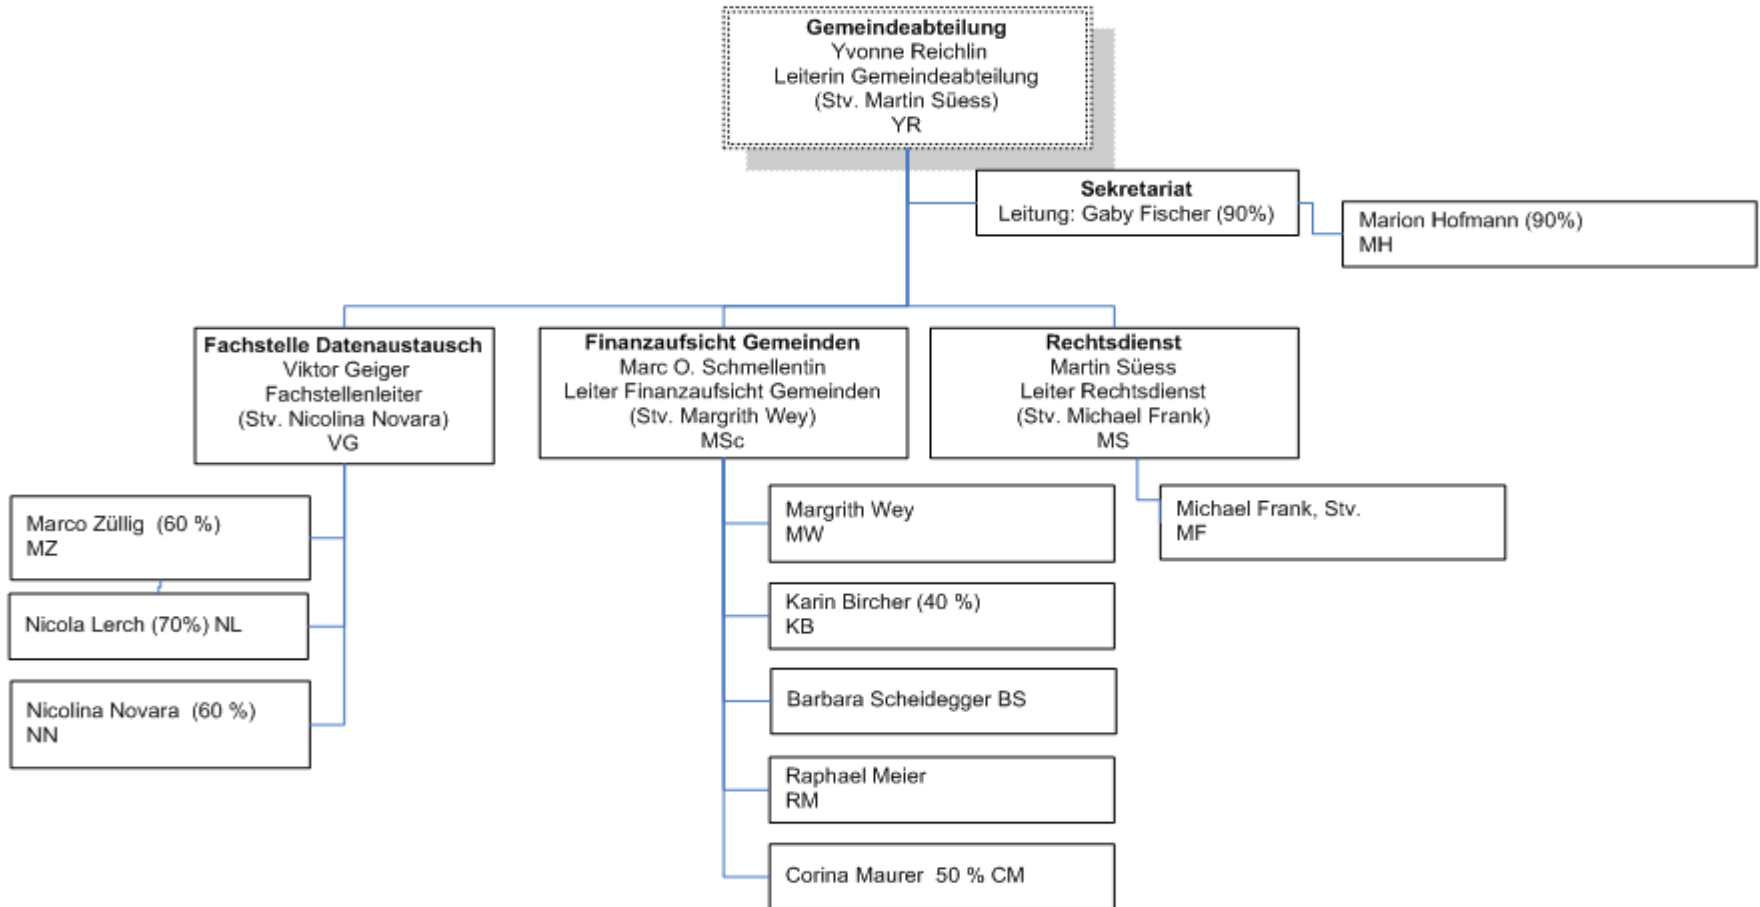 Gemeindeabteilung
Yvonne Reichlin
Leiterin Gemeindeabteilung
(Stv. Martin Süess)
YR
Sekretariat
Leitung: Gaby Fischer (90%)
Marion Hofmann (90%)
MH
Fachstelle Datenaustausch
Viktor Geiger
Fachstellenleiter
(Stv. Nicolina Novara)
VG
Finanzaufsicht Gemeinden
Marc O. Schmellentin
Leiter Finanzaufsicht Gemeinden
(Stv. Margrith Wey)
MSc
Rechtsdienst
Martin Süess
Leiter Rechtsdienst
(Stv. Michael Frank)
MS
Marco Züllig (60 %)
MZ
Nicola Lerch (70%) NL
Nicolina Novara (60 %)
NN
Margrith Wey
MW
Karin Bircher (40 %)
KB
Barbara Scheidegger BS
Raphael Meier
RM
Corina Maurer 50 % CM
Michael Frank, Stv.
MF